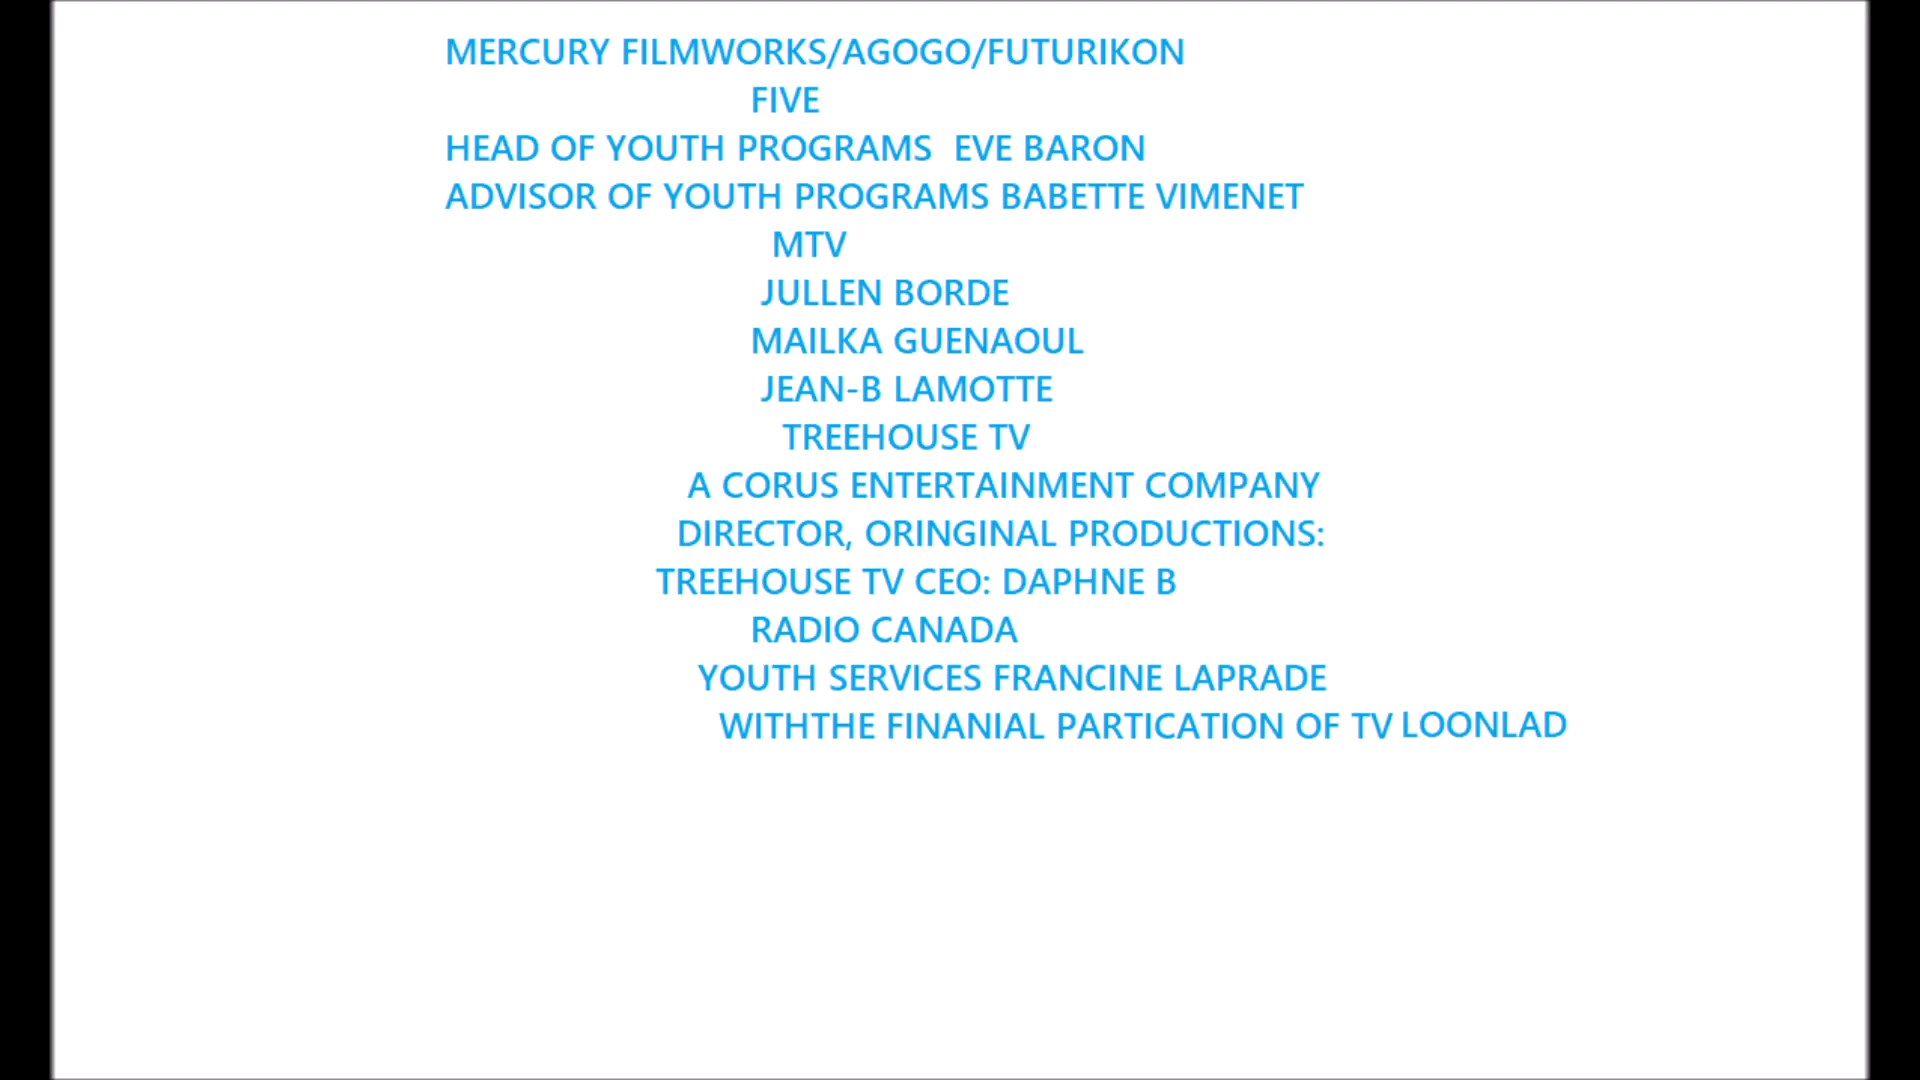 MERCURY FILMWORKS/AGOGO/FUTURIKON
FIVE
HEAD OF YOUTH PROGRAMS  EVE BARON
ADVISOR OF YOUTH PROGRAMS BABETTE VIMENET
MTV
JULLEN BORDE
MAILKA GUENAOUL
JEAN-B LAMOTTE
TREEHOUSE TV
A CORUS ENTERTAINMENT COMPANY
DIRECTOR, ORINGINAL PRODUCTIONS:
TREEHOUSE TV CEO: DAPHNE B
RADIO CANADA
YOUTH SERVICES FRANCINE LAPRADE
WITHTHE FINANIAL PARTICATION OF TV LOONLAD